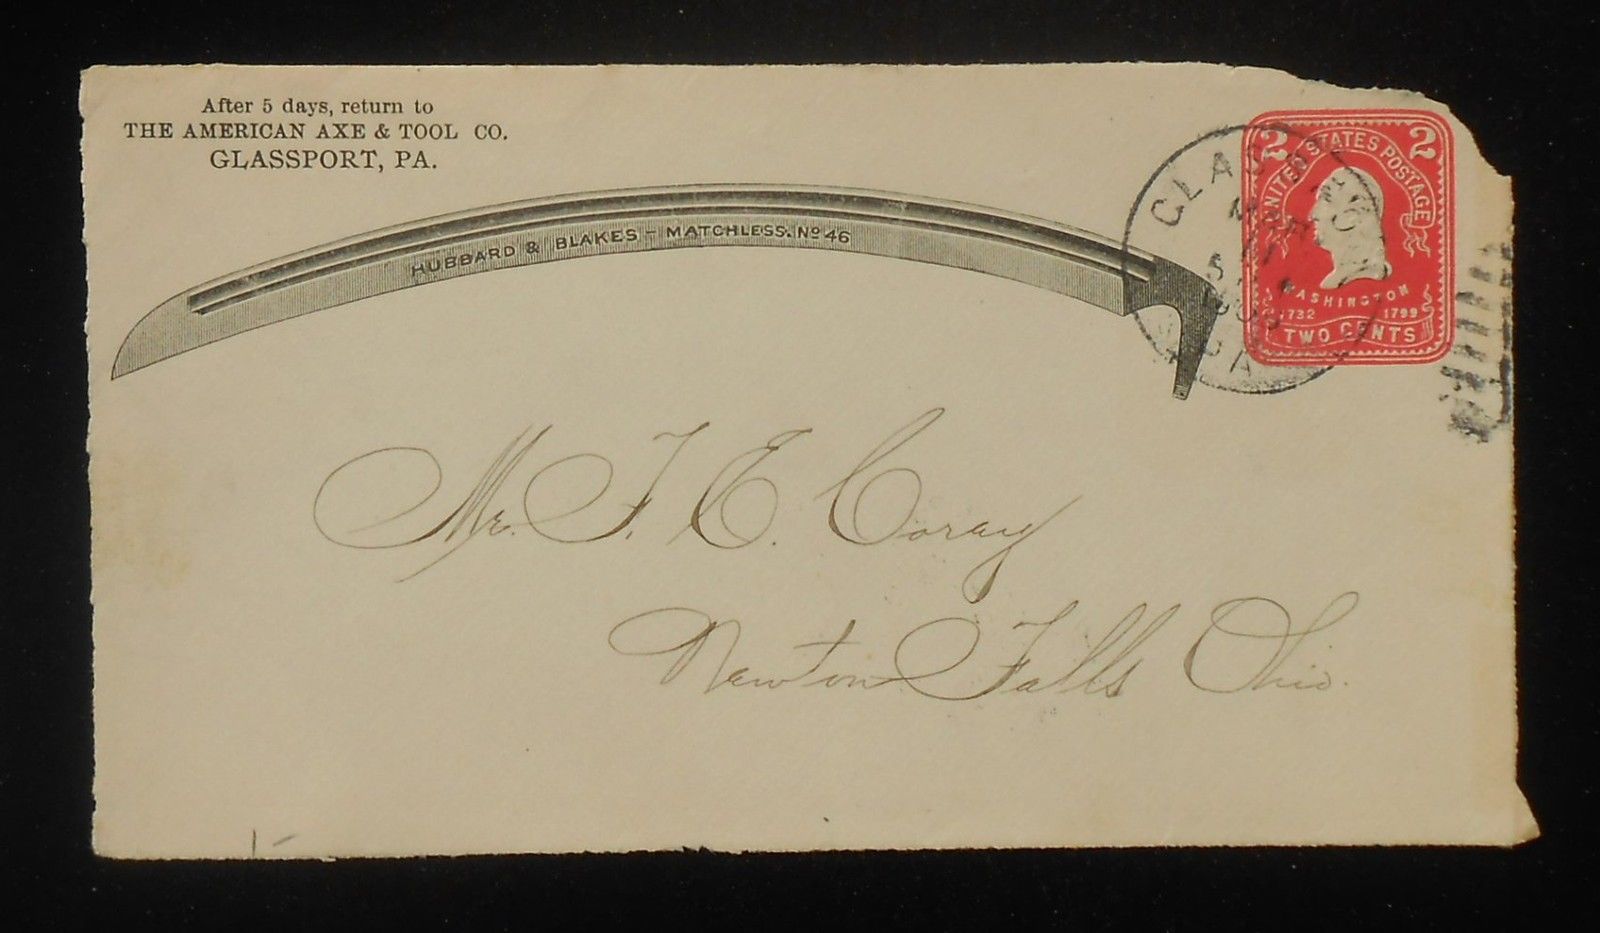 After 5 days, return to
THE AMERICAN AXE & TOOL CO.
GLASSPORT, PA.
HUBBARD & BLAKES - MATCHLESS. No 46
2 2
UNITED STATES POSTAGE
WASHINGTON
1732 1799
TWO CENTS
Mr. F. E. Coray
Newton Falls Ohio.